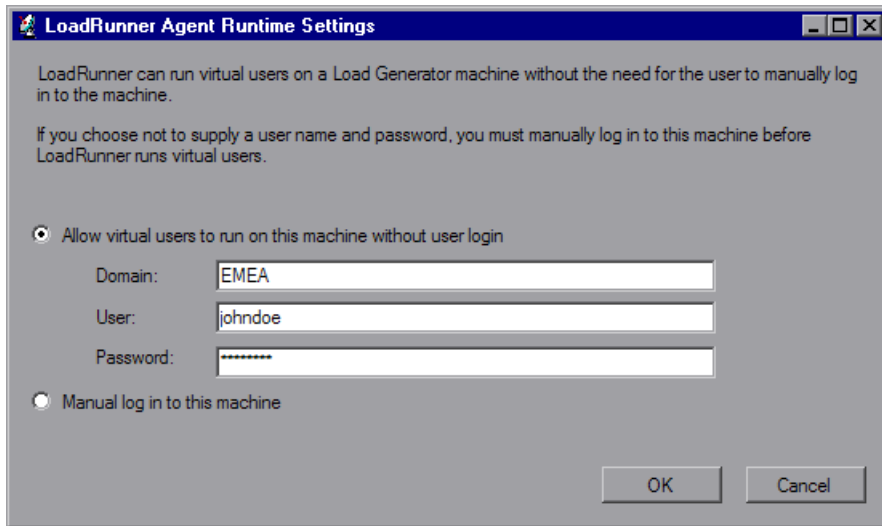 LoadRunner Agent Runtime Settings
LoadRunner can run virtual users on a Load Generator machine without the need for the user to manually log
in to the machine.
If you choose not to supply a user name and password, you must manually log in to this machine before
LoadRunner runs virtual users.
Allow virtual users to run on this machine without user login
Domain: EMEA
User: johndoe
Password: ********
Manual log in to this machine
OK Cancel